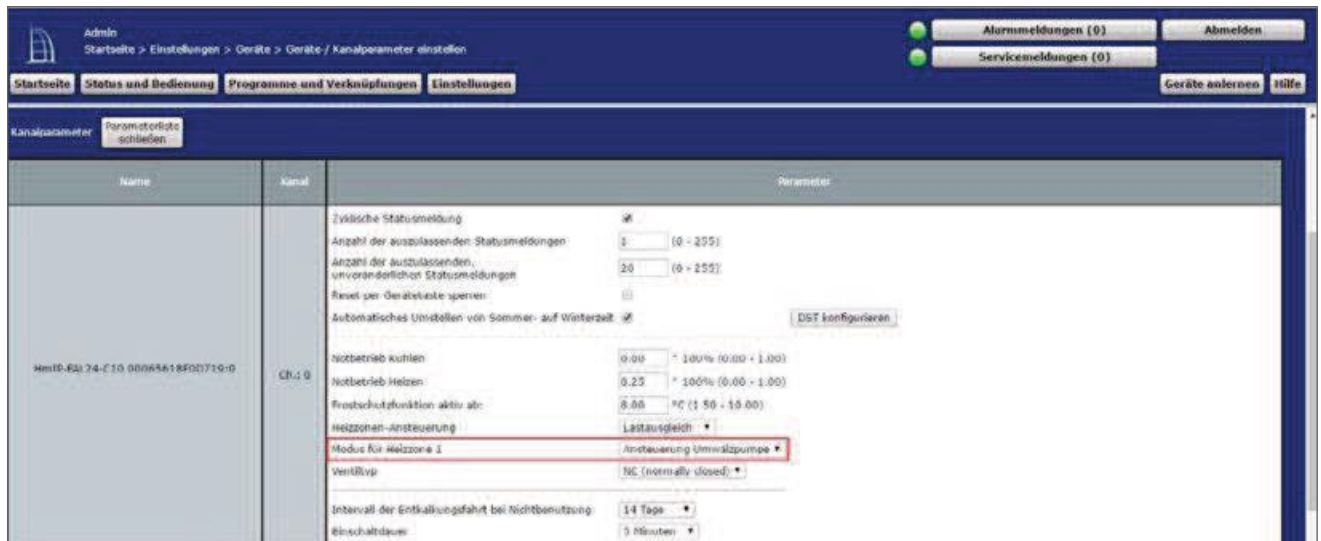 Admin
Startseite > Einstellungen > Geräte > Geräte-/ Kanalparameter einstellen
Alarmmeldungen (0)
Abmelden
Servicemeldungen (0)
Startseite
Status und Bedienung
Programme und Verknüpfungen
Einstellungen
Geräte anlernen
Hilfe
Kanalparameter
Parameterliste
schließen
Name
Kanal
Parameter
Zyklische Statusmeldung
Anzahl der auszulassenden Statusmeldungen
1
(0 - 255)
Anzahl der auszulassenden,
unveränderlichen Statusmeldungen
20
(0 - 255)
Reset per Gerätetaste sperren
Automatisches Umstellen von Sommer- auf Winterzeit
DST konfigurieren
HmIP-FAL24-C10
Ch.: 0
Notbetrieb Kühlen
0.00
* 100% (0.00 - 1.00)
Notbetrieb Heizen
0.25
* 100% (0.00 - 1.00)
Frostschutzfunktion aktiv ab:
8.00
°C (1.50 - 10.00)
Heizzonen-Ansteuerung
Lastausgleich
Modus für Heizzone 1
Ansteuerung Umwälzpumpe
Ventiltyp
NC (normally closed)
Intervall der Entkalkungsfahrt bei Nichtbenutzung
14 Tage
Einschaltdauer
5 Minuten